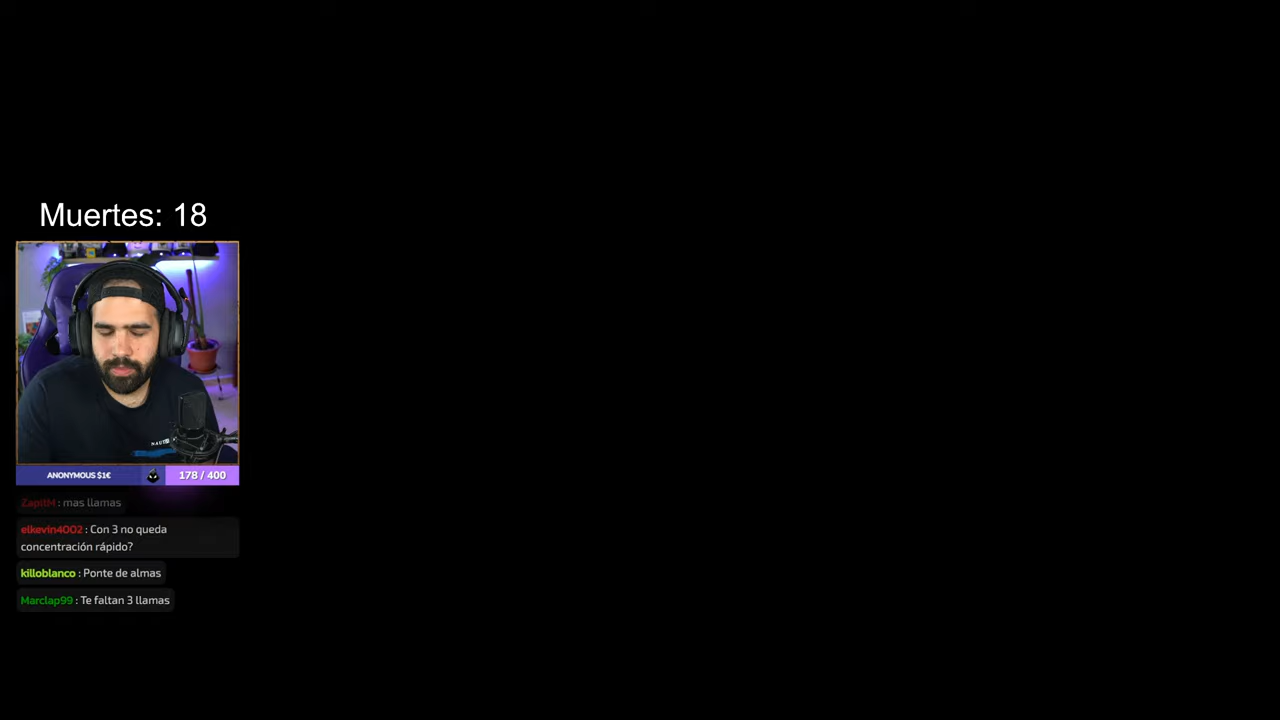 Muertes: 18
ANONYMOUS $1€
178 / 400
ZapitM : mas llamas
elkevin4002 : Con 3 no queda
concentración rápido?
killoblanco : Ponte de almas
Marclap99 : Te faltan 3 llamas